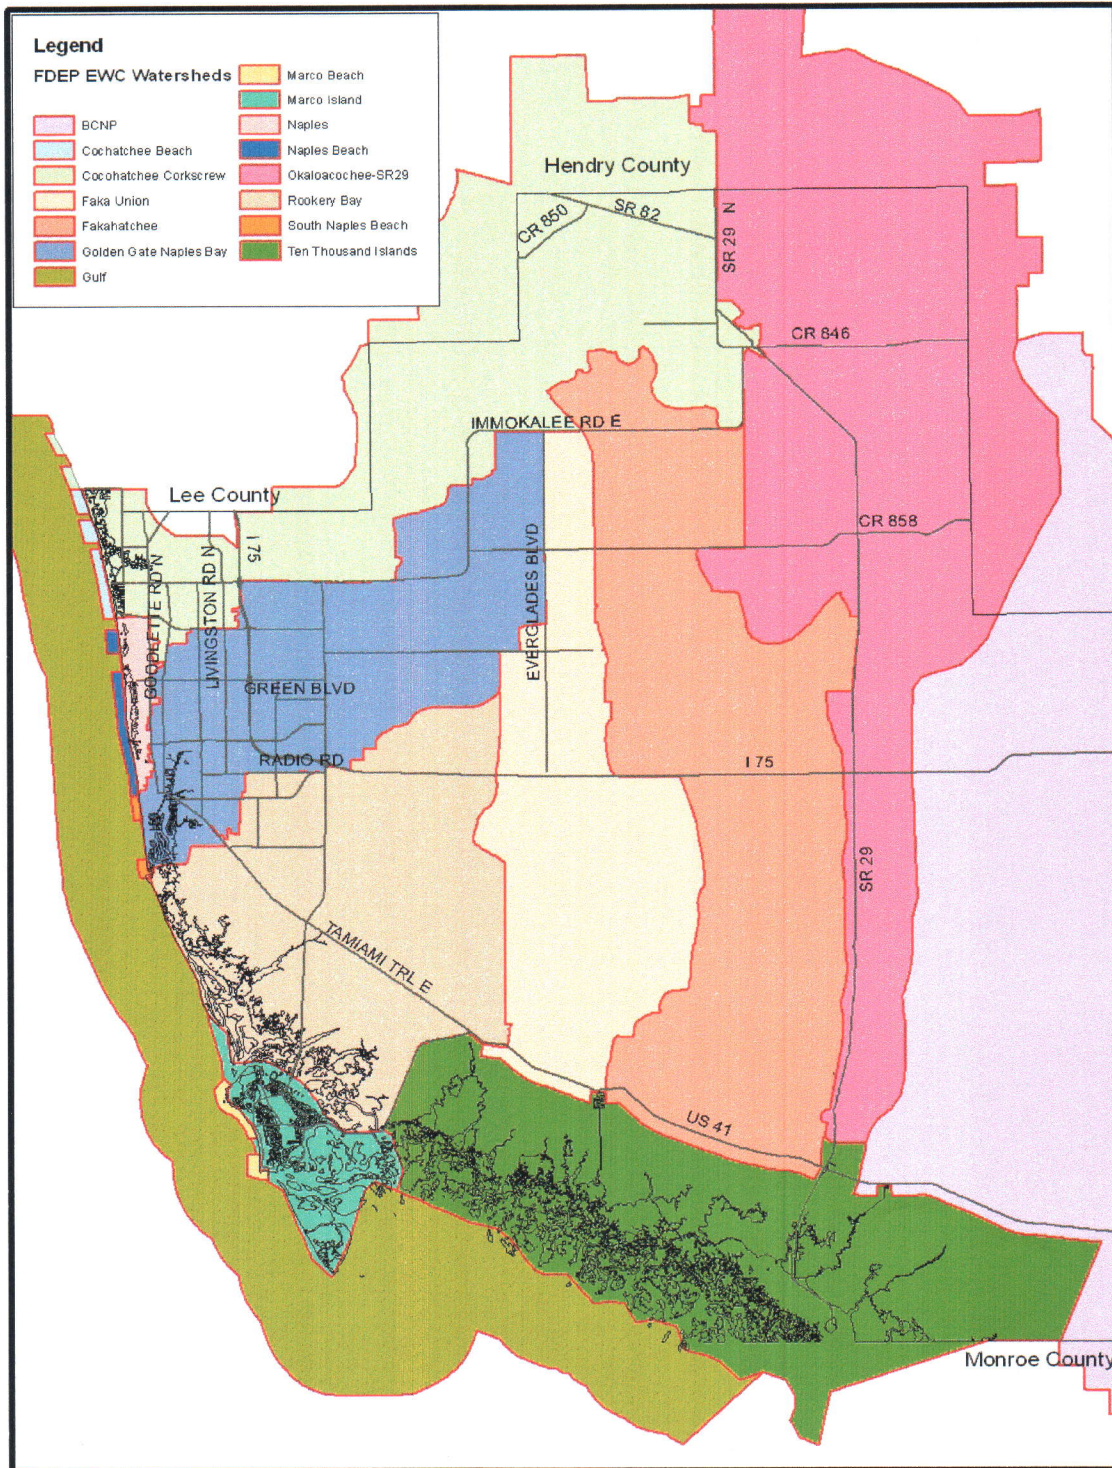 Legend
FDEP EWC Watersheds
BCNP
Cochatchee Beach
Cocohatchee Corkscrew
Faka Union
Fakahatchee
Golden Gate Naples Bay
Gulf
Marco Beach
Marco Island
Naples
Naples Beach
Okaloacochee-SR29
Rookery Bay
South Naples Beach
Ten Thousand Islands
Hendry County
CR 850
SR 82
SR 29 N
CR 846
IMMOKALEE RD E
Lee County
I 75
CR 858
GOODLETTE RD N
LIVINGSTON RD N
EVERGLADES BLVD
GREEN BLVD
RADIO RD
I 75
SR 29
TAMIAMI TRL E
US 41
Monroe County